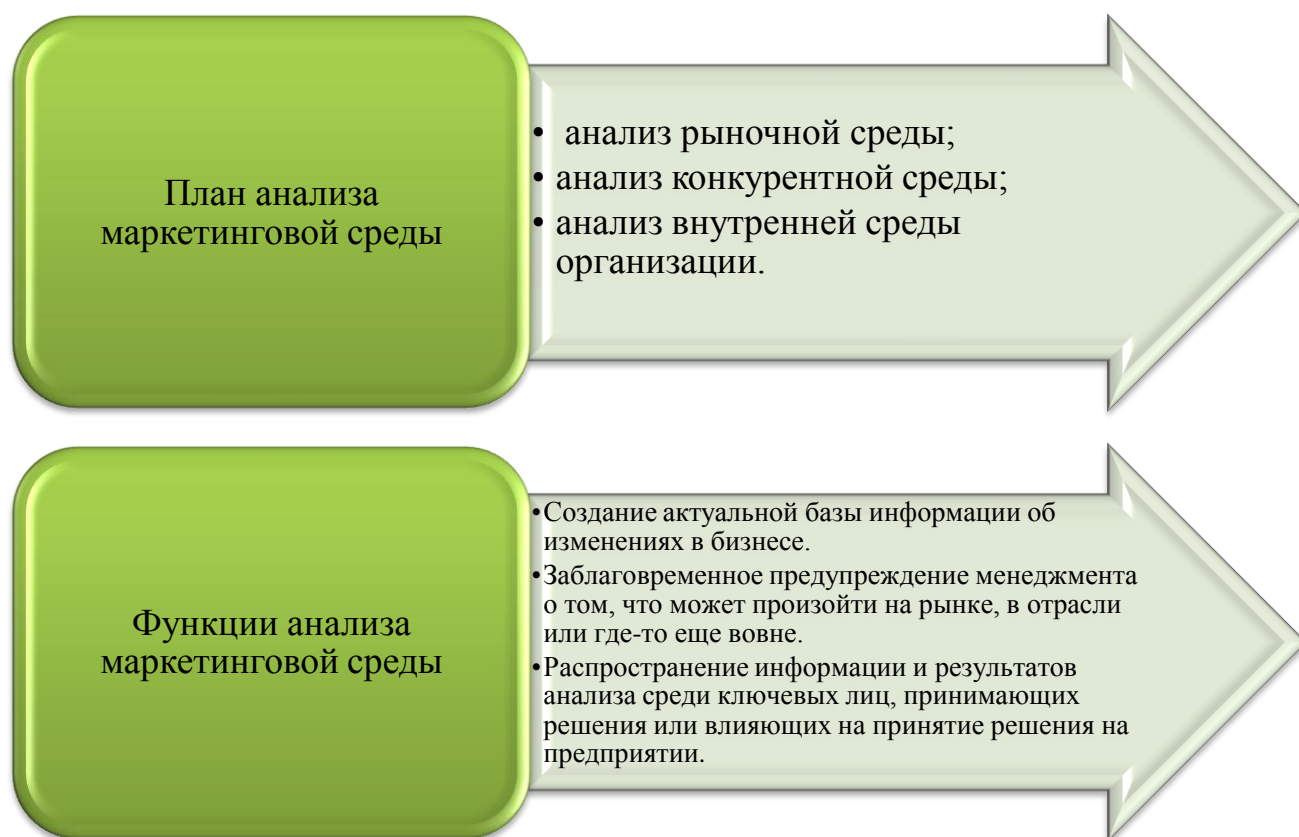 План анализа
маркетинговой среды
• анализ рыночной среды;
• анализ конкурентной среды;
• анализ внутренней среды
организации.
Функции анализа
маркетинговой среды
•Создание актуальной базы информации об
изменениях в бизнесе.
•Заблаговременное предупреждение менеджмента
о том, что может произойти на рынке, в отрасли
или где-то еще вовне.
•Распространение информации и результатов
анализа среди ключевых лиц, принимающих
решения или влияющих на принятие решения на
предприятии.